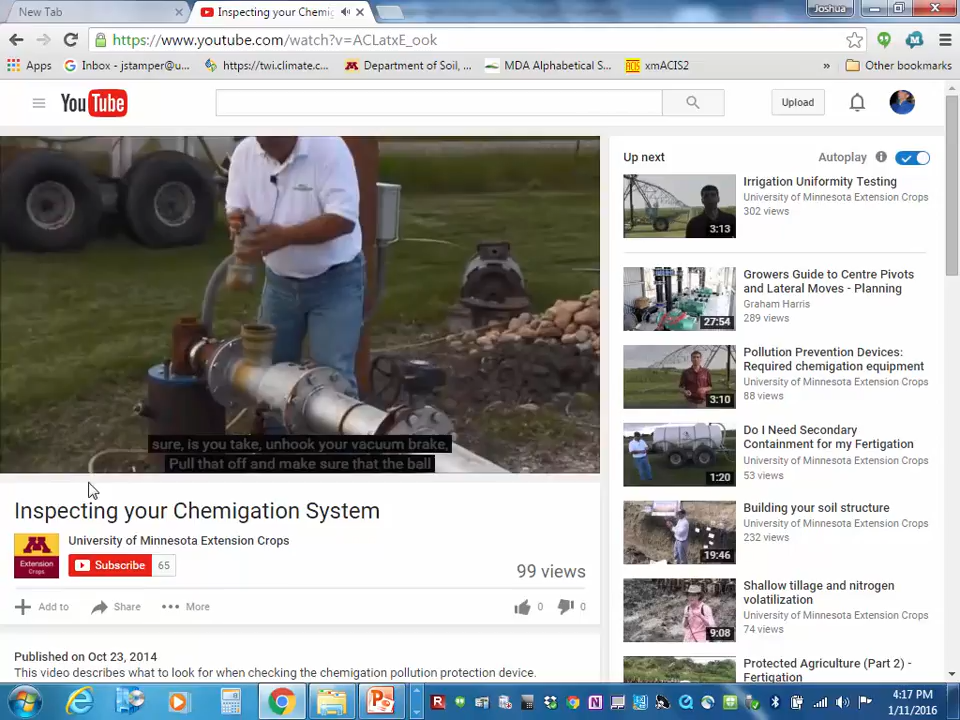 New Tab
Inspecting your Chemig
Joshua
https://www.youtube.com/watch?v=ACLatxE_ook
Apps
Inbox - jstamper@u...
https://twi.climate.c...
Department of Soil, ...
MDA Alphabetical S...
ACIS
xmACIS2
»
Other bookmarks
YouTube
Upload
sure, is you take, unhook your vacuum brake,
Pull that off and make sure that the ball
Inspecting your Chemigation System
M
Extension
Crops
University of Minnesota Extension Crops
Subscribe 65
99 views
Add to
Share
More
0
0
Published on Oct 23, 2014
This video describes what to look for when checking the chemigation pollution protection device.
Up next
Autoplay
3:13
Irrigation Uniformity Testing
University of Minnesota Extension Crops
302 views
27:54
Growers Guide to Centre Pivots
and Lateral Moves - Planning
Graham Harris
289 views
3:10
Pollution Prevention Devices:
Required chemigation equipment
University of Minnesota Extension Crops
88 views
1:20
Do I Need Secondary
Containment for my Fertigation
University of Minnesota Extension Crops
53 views
19:46
Building your soil structure
University of Minnesota Extension Crops
232 views
9:08
Shallow tillage and nitrogen
volatilization
University of Minnesota Extension Crops
74 views
Protected Agriculture (Part 2) -
Fertigation
4:17 PM
1/11/2016